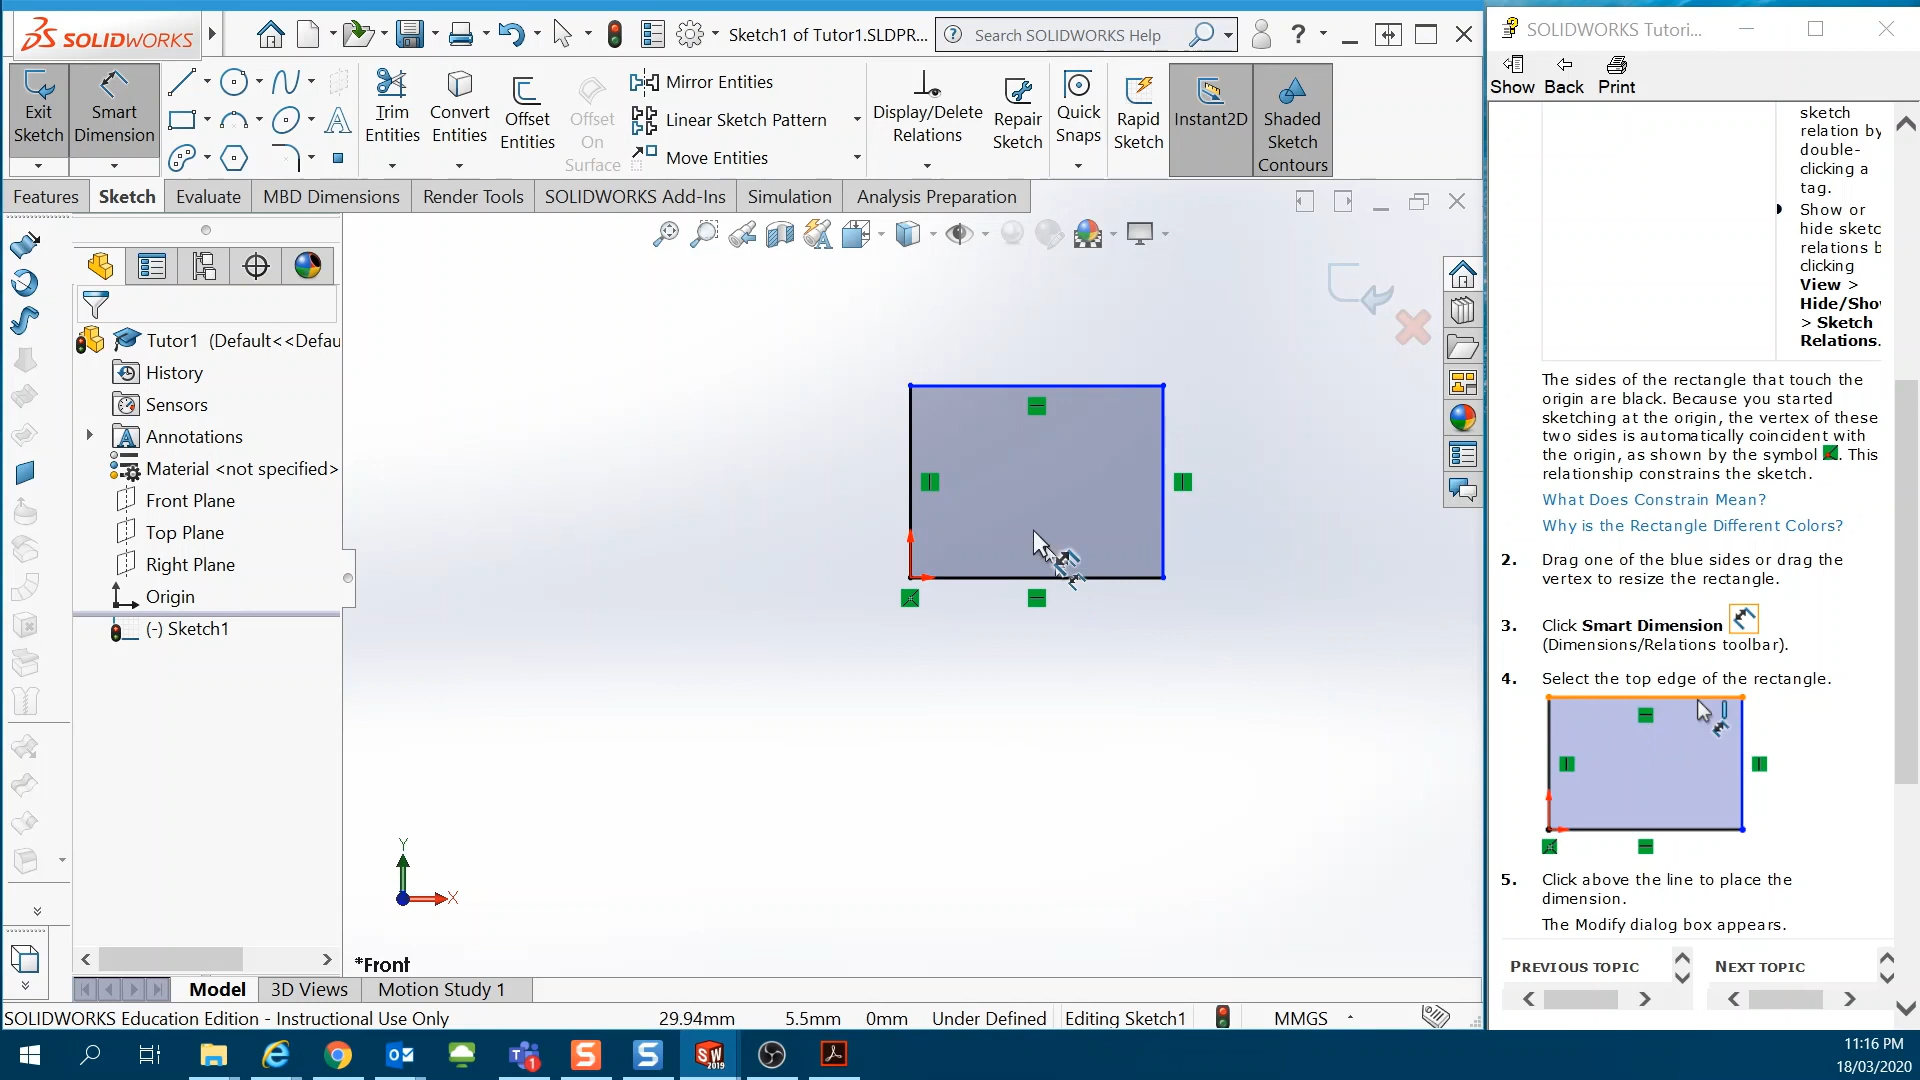 SOLIDWORKS
Sketch1 of Tutor1.SLDPR...
Search SOLIDWORKS Help
Exit Sketch
Smart Dimension
Trim Entities
Convert Entities
Offset Entities
Offset On Surface
Mirror Entities
Linear Sketch Pattern
Move Entities
Display/Delete Relations
Repair Sketch
Quick Snaps
Rapid Sketch
Instant2D
Shaded Sketch Contours
Features
Sketch
Evaluate
MBD Dimensions
Render Tools
SOLIDWORKS Add-Ins
Simulation
Analysis Preparation
Tutor1 (Default<<Defau
History
Sensors
Annotations
Material <not specified>
Front Plane
Top Plane
Right Plane
Origin
(-) Sketch1
Y
X
*Front
Model
3D Views
Motion Study 1
SOLIDWORKS Education Edition - Instructional Use Only
29.94mm
5.5mm
0mm
Under Defined
Editing Sketch1
MMGS
SOLIDWORKS Tutori...
Show
Back
Print
sketch
relation by
double-
clicking a
tag.
Show or
hide sketc
relations b
clicking
View >
Hide/Sho
> Sketch
Relations.
The sides of the rectangle that touch the
origin are black. Because you started
sketching at the origin, the vertex of these
two sides is automatically coincident with
the origin, as shown by the symbol . This
relationship constrains the sketch.
What Does Constrain Mean?
Why is the Rectangle Different Colors?
2. Drag one of the blue sides or drag the
vertex to resize the rectangle.
3. Click Smart Dimension
(Dimensions/Relations toolbar).
4. Select the top edge of the rectangle.
5. Click above the line to place the
dimension.
The Modify dialog box appears.
PREVIOUS TOPIC
NEXT TOPIC
11:16 PM
18/03/2020